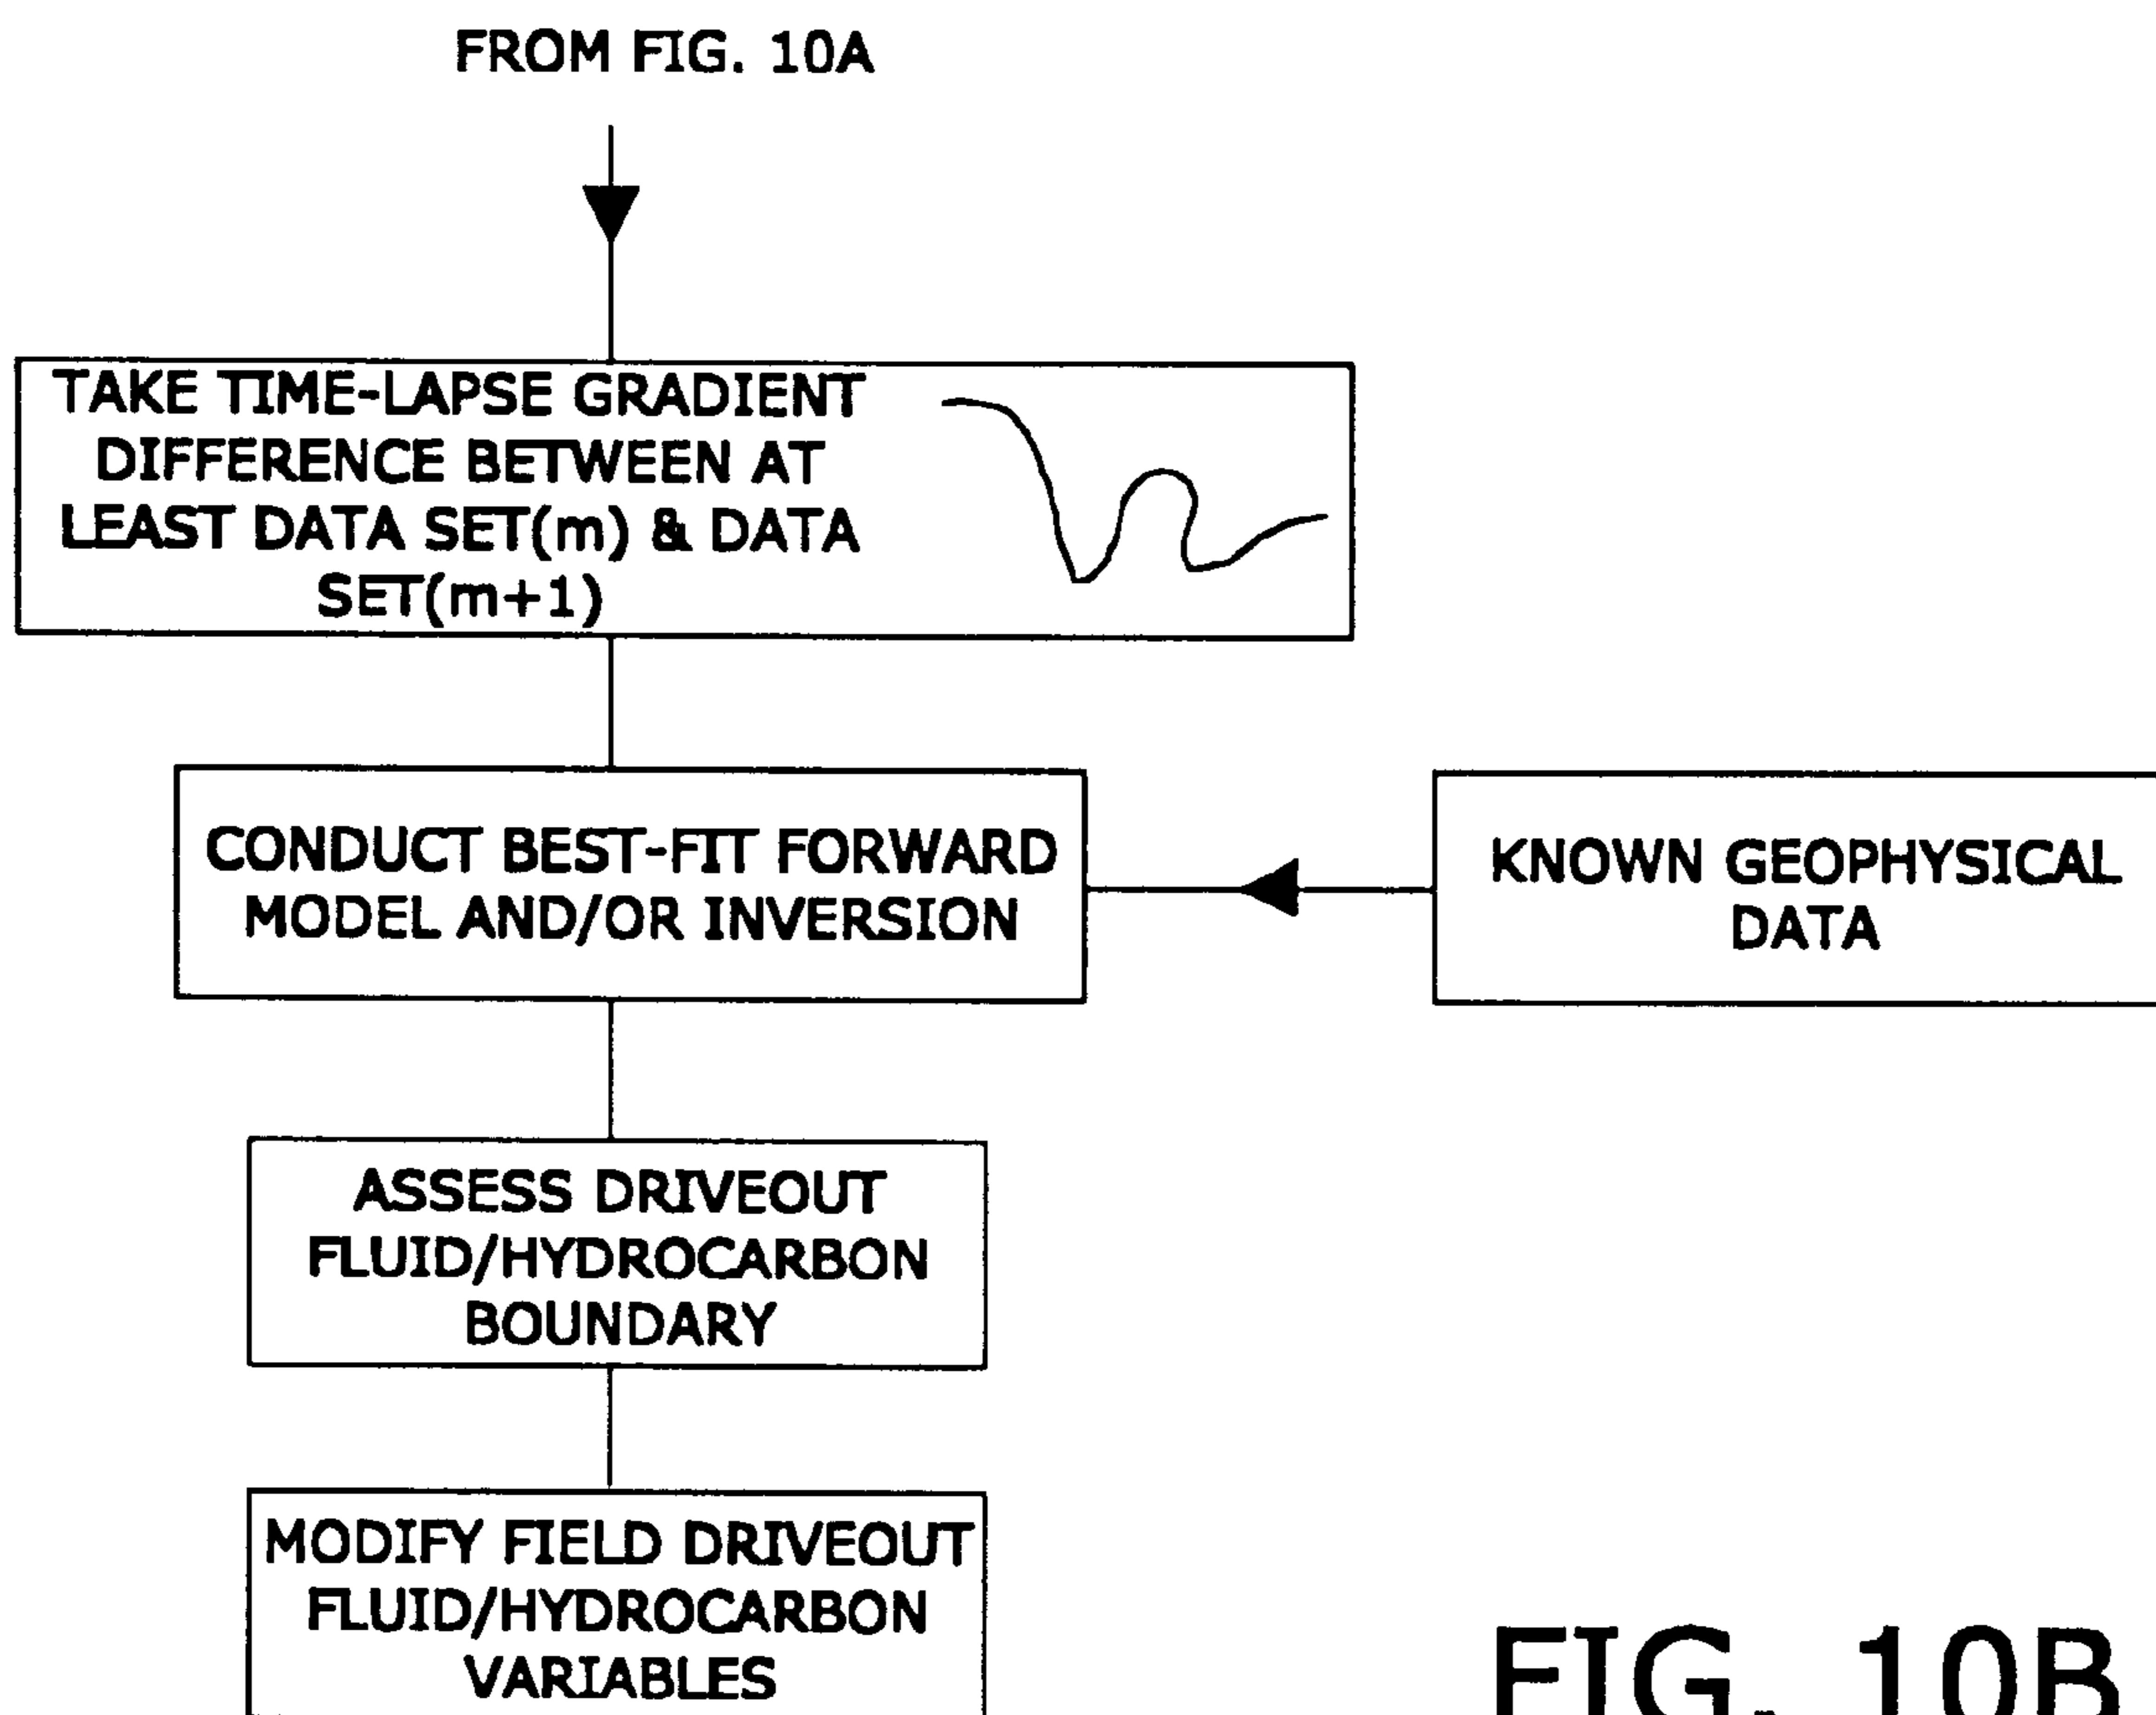 FROM FIG. 10A
TAKE TIME-LAPSE GRADIENT
DIFFERENCE BETWEEN AT
LEAST DATA SET(m) & DATA
SET(m+1)
CONDUCT BEST-FIT FORWARD
MODEL AND/OR INVERSION
KNOWN GEOPHYSICAL
DATA
ASSESS DRIVEOUT
FLUID/HYDROCARBON
BOUNDARY
MODIFY FIELD DRIVEOUT
FLUID/HYDROCARBON
VARIABLES
FIG. 10B